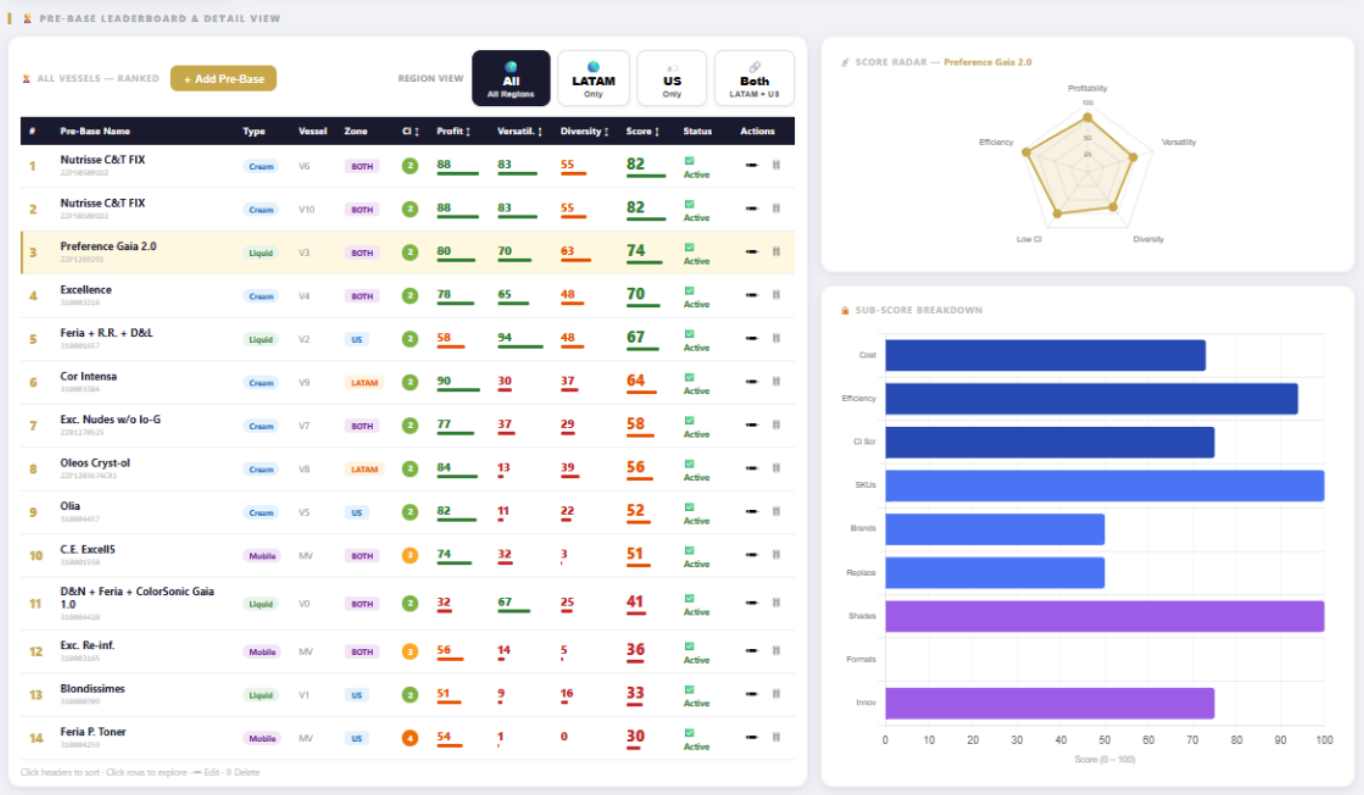 PRE-BASE LEADERBOARD & DETAIL VIEW
ALL VESSELS — RANKED
+ Add Pre-Base
REGION VIEW
All
All Regions
LATAM
Only
US
Only
Both
LATAM + US
# Pre-Base Name Type Vessel Zone CI ↕ Profit ↕ Versatil. ↕ Diversity ↕ Score ↕ Status Actions
1 Nutrisse C&T FIX Cream V6 BOTH 2 88 83 55 82 Active
2 Nutrisse C&T FIX Cream V10 BOTH 2 88 83 55 82 Active
3 Preference Gaia 2.0 Liquid V3 BOTH 2 80 70 63 74 Active
4 Excellence Cream V4 BOTH 2 78 65 48 70 Active
310003216
5 Feria + R.R. + D&L Liquid V2 US 2 58 94 48 67 Active
310001657
6 Cor Intensa Cream V9 LATAM 2 90 30 37 64 Active
310003384
7 Exc. Nudes w/o Io-G Cream V7 BOTH 2 77 37 29 58 Active
8 Oleos Cryst-ol Cream V8 LATAM 2 84 13 39 56 Active
9 Olia Cream V5 US 2 82 11 22 52 Active
310004457
10 C.E. Excell5 Mobile MV BOTH 3 74 32 3 51 Active
310001550
11 D&N + Feria + ColorSonic Gaia 1.0 Liquid V0 BOTH 2 32 67 25 41 Active
310004420
12 Exc. Re-inf. Mobile MV BOTH 3 56 14 5 36 Active
310003165
13 Blondissimes Liquid V1 US 2 51 9 16 33 Active
14 Feria P. Toner Mobile MV US 4 54 1 0 30 Active
310004259
Click headers to sort · Click rows to explore · Edit · Delete
SCORE RADAR — Preference Gaia 2.0
Profitability
100
50
25
Efficiency
Versatility
Low CI
Diversity
SUB-SCORE BREAKDOWN
Cost
Efficiency
CI Scr
SKUs
Brands
Replace
Shades
Formats
Innov
0 10 20 30 40 50 60 70 80 90 100
Score (0 – 100)